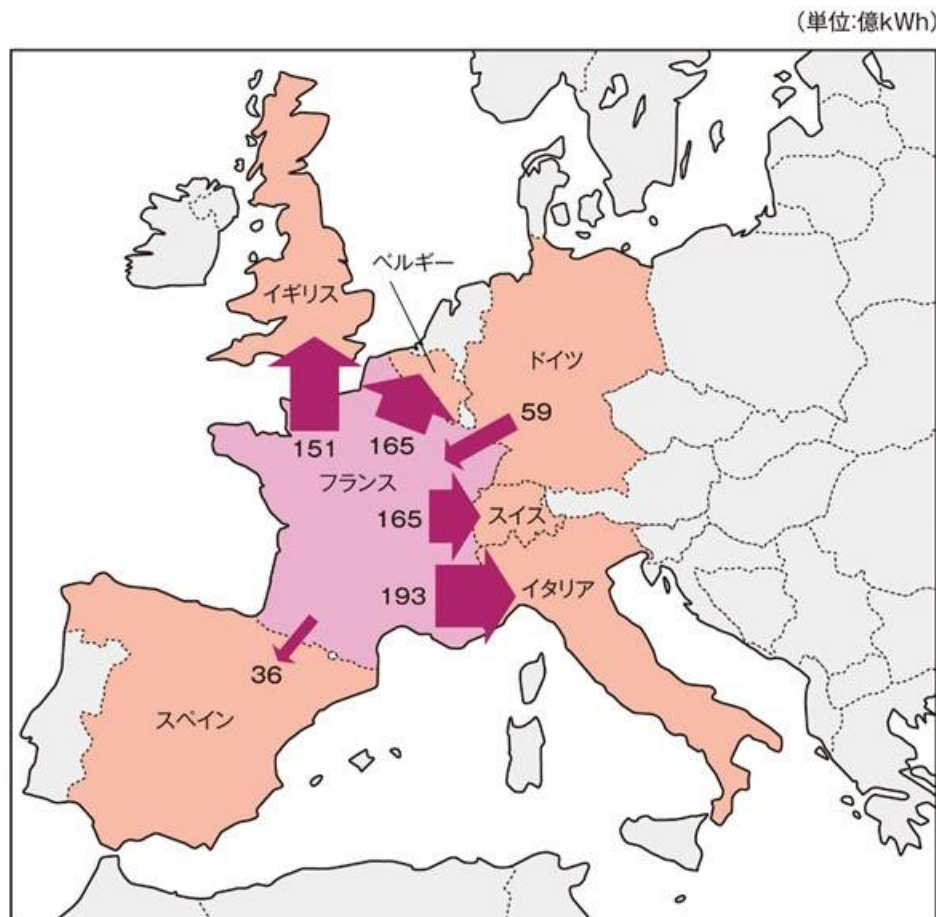 (単位:億kWh)
ベルギー
イギリス
ドイツ
59
151
165
フランス
165
スイス
193
イタリア
36
スペイン